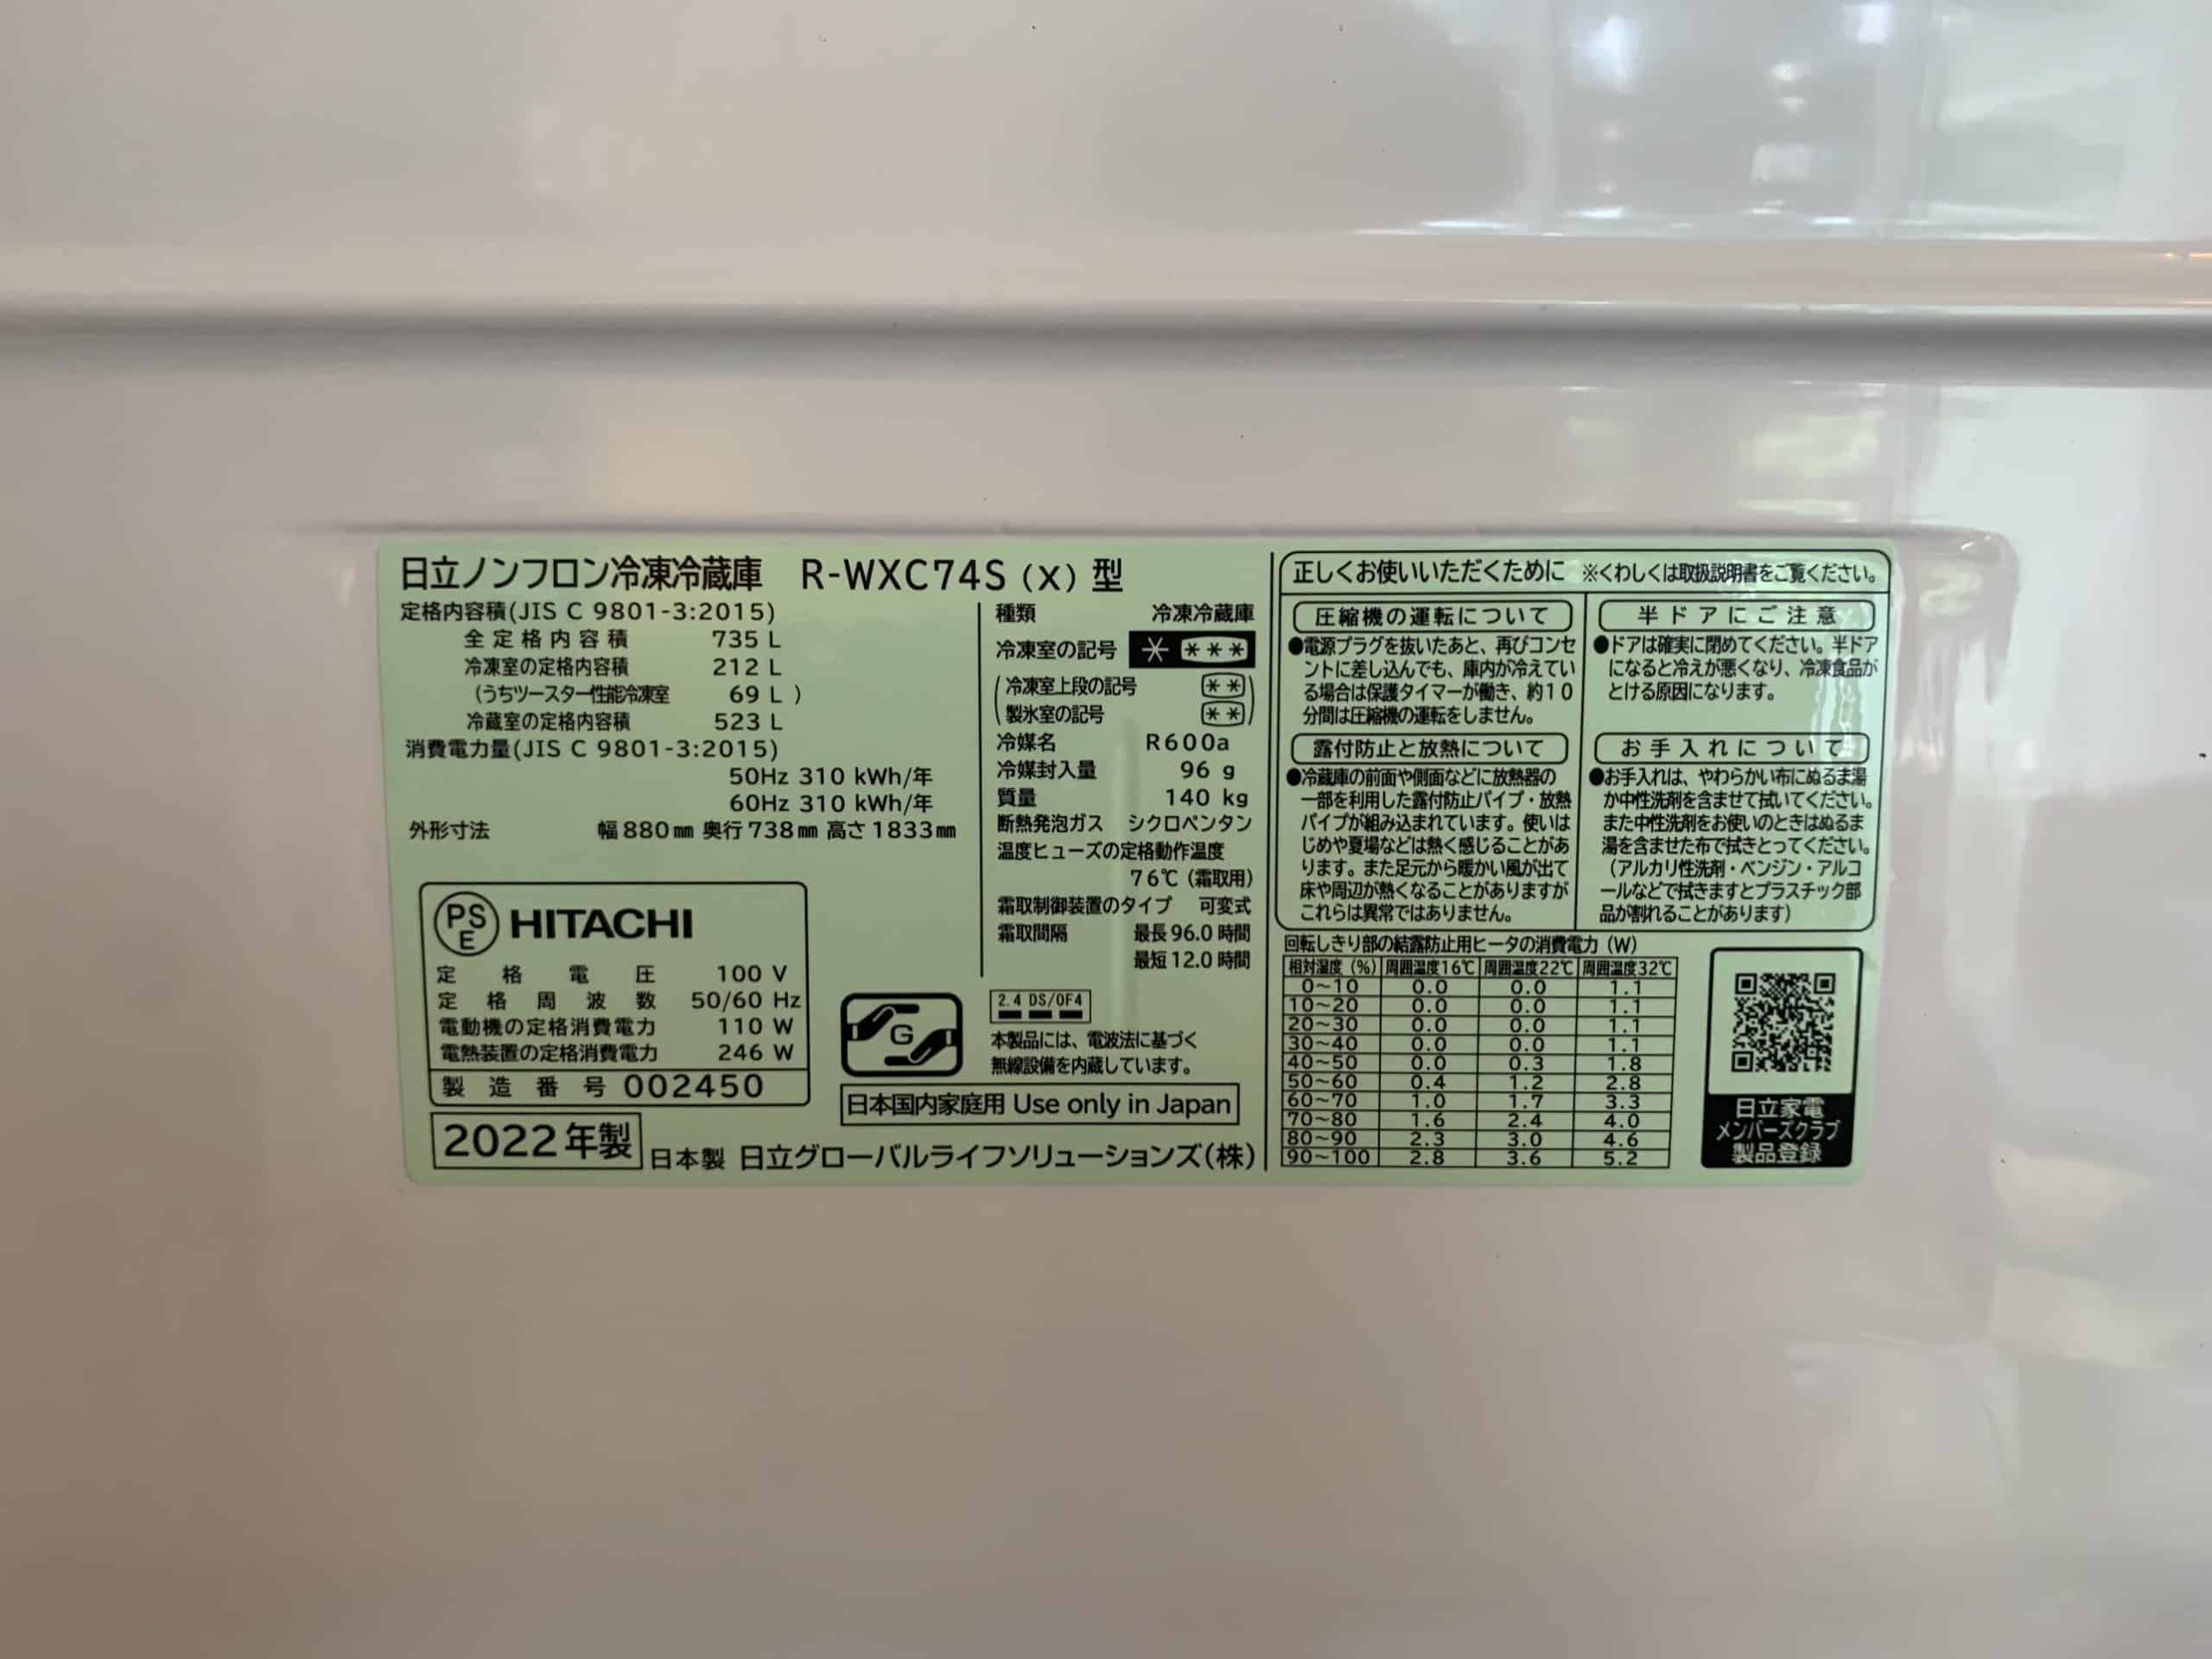 日立ノンフロン冷凍冷蔵庫 R-WXC74S (X) 型
定格内容積(JIS C 9801-3:2015)
全定格内容積 735 L
冷凍室の定格内容積 212 L
(うちツースター性能冷凍室 69 L )
冷蔵室の定格内容積 523 L
消費電力量(JIS C 9801-3:2015)
50Hz 310 kWh/年
60Hz 310 kWh/年
外形寸法 幅880㎜ 奥行738㎜ 高さ1833㎜
PS
E
HITACHI
定格電圧 100 V
定格周波数 50/60 Hz
電動機の定格消費電力 110 W
電熱装置の定格消費電力 246 W
製造番号 002450
2022年製
日本製 日立グローバルライフソリューションズ(株)
種類 冷凍冷蔵庫
冷凍室の記号 * ***
(冷凍室上段の記号 **)
(製氷室の記号 **)
冷媒名 R600a
冷媒封入量 96 g
質量 140 kg
断熱発泡ガス シクロペンタン
温度ヒューズの定格動作温度
76℃(霜取用)
霜取制御装置のタイプ 可変式
霜取間隔 最長96.0時間
最短12.0時間
G
2.4 DS/OF4
本製品には、電波法に基づく
無線設備を内蔵しています。
日本国内家庭用 Use only in Japan
正しくお使いいただくために ※くわしくは取扱説明書をご覧ください。
圧縮機の運転について
●電源プラグを抜いたあと、再びコンセ
ントに差し込んでも、庫内が冷えてい
る場合は保護タイマーが働き、約10
分間は圧縮機の運転をしません。
露付防止と放熱について
●冷蔵庫の前面や側面などに放熱器の
一部を利用した露付防止パイプ・放熱
パイプが組み込まれています。使いは
じめや夏場などは熱く感じることがあ
ります。また足元から暖かい風が出て
床や周辺が熱くなることがありますが
これらは異常ではありません。
半ドアにご注意
●ドアは確実に閉めてください。半ドア
になると冷えが悪くなり、冷凍食品が
とける原因になります。
お手入れについて
●お手入れは、やわらかい布にぬるま湯
か中性洗剤を含ませて拭いてください。
また中性洗剤をお使いのときはぬるま
湯を含ませた布で拭きとってください。
(アルカリ性洗剤・ベンジン・アルコ
ールなどで拭きますとプラスチック部
品が割れることがあります)
回転しきり部の結露防止用ヒータの消費電力 (W)
相対湿度 (%) 周囲温度16℃ 周囲温度22℃ 周囲温度32℃
0~10 0.0 0.0 1.1
10~20 0.0 0.0 1.1
20~30 0.0 0.0 1.1
30~40 0.0 0.0 1.1
40~50 0.0 0.3 1.8
50~60 0.4 1.2 2.8
60~70 1.0 1.7 3.3
70~80 1.6 2.4 4.0
80~90 2.3 3.0 4.6
90~100 2.8 3.6 5.2
日立家電
メンバーズクラブ
製品登録